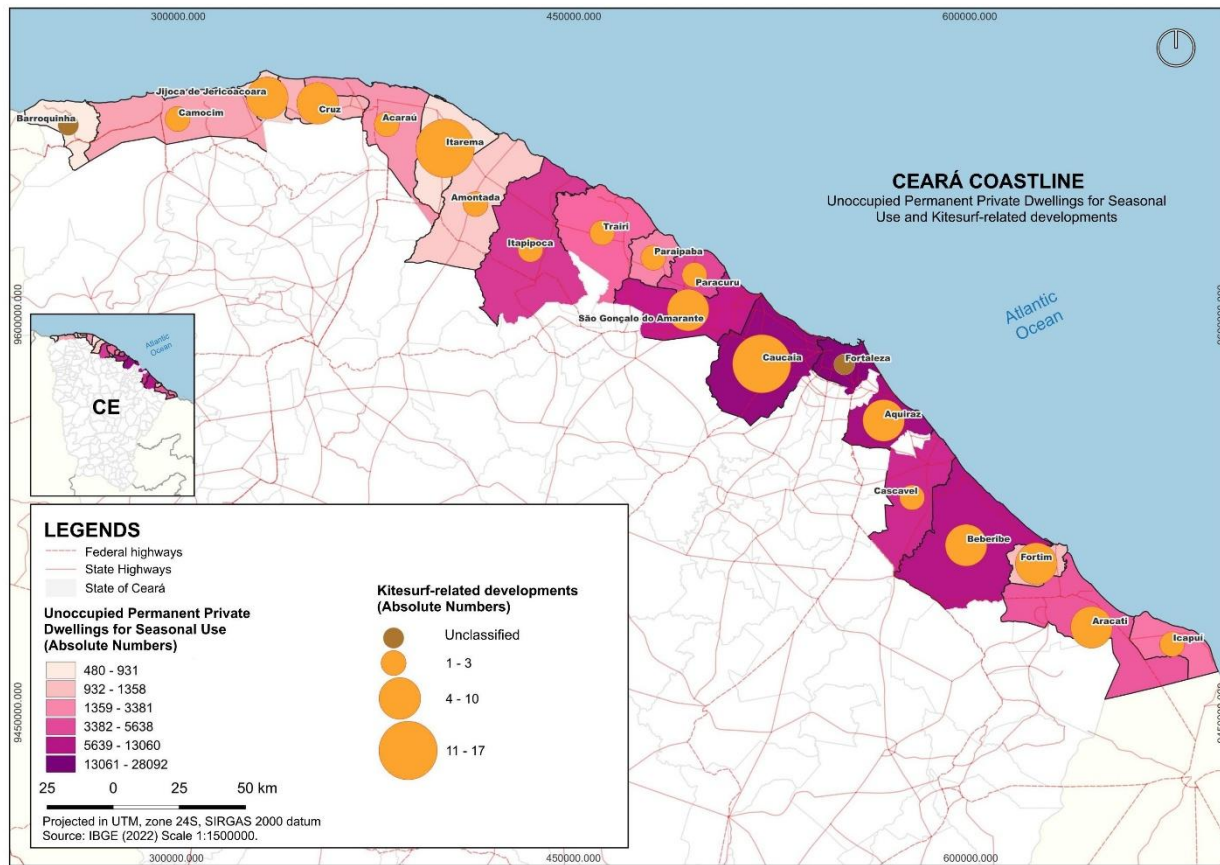 300000.000
450000.000
600000.000
Jijoca de Jericoacoara
Barroquinha
Camocim
Cruz
Acaraú
Itarema
Amontada
Itapipoca
Trairi
Paraipaba
Paracuru
São Gonçalo do Amarante
Caucaia
Fortaleza
Aquiraz
Cascavel
Beberibe
Fortim
Aracati
Icapuí
CEARÁ COASTLINE
Unoccupied Permanent Private Dwellings for Seasonal
Use and Kitesurf-related developments
Atlantic
Ocean
9600000.000
9600000.000
Atlantic
Ocean
CE
LEGENDS
Federal highways
State Highways
State of Ceará
Unoccupied Permanent Private
Dwellings for Seasonal Use
(Absolute Numbers)
480 - 931
932 - 1358
1359 - 3381
3382 - 5638
5639 - 13060
13061 - 28092
Kitesurf-related developments
(Absolute Numbers)
Unclassified
1 - 3
4 - 10
11 - 17
25 0 25 50 km
Projected in UTM, zone 24S, SIRGAS 2000 datum
Source: IBGE (2022) Scale 1:1500000.
9450000.000
9450000.000
300000.000
450000.000
600000.000